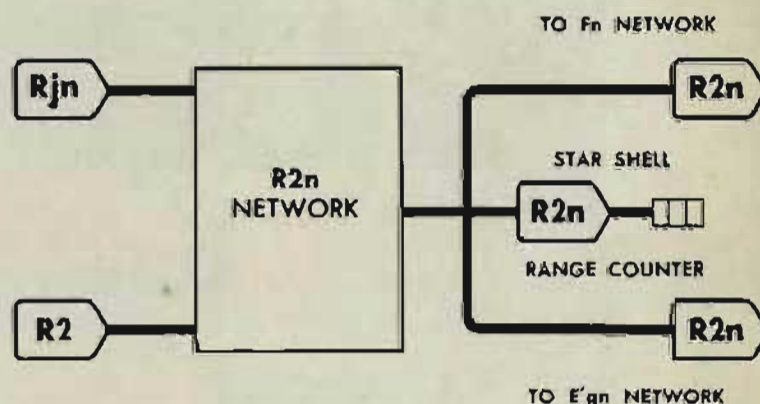 TO Fn NETWORK
Rjn
R2n
STAR SHELL
R2n
NETWORK
R2n
RANGE COUNTER
R2
R2n
TO E'gn NETWORK